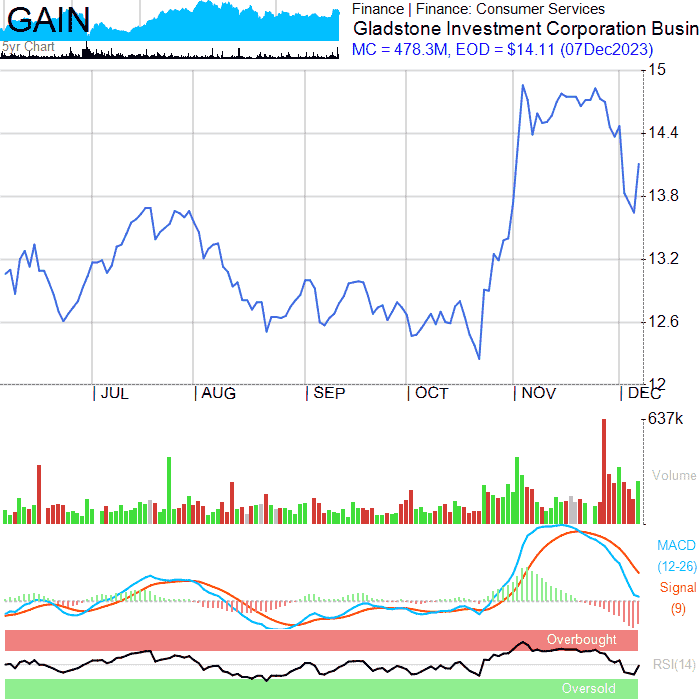 GAIN
5yr Chart
Finance | Finance: Consumer Services
Gladstone Investment Corporation Busin
MC = 478.3M, EOD = $14.11 (07Dec2023)
15
14.4
13.8
13.2
12.6
12
JUL AUG SEP OCT NOV DEC
637k
Volume
MACD
(12-26)
Signal
(9)
Overbought
RSI(14)
Oversold